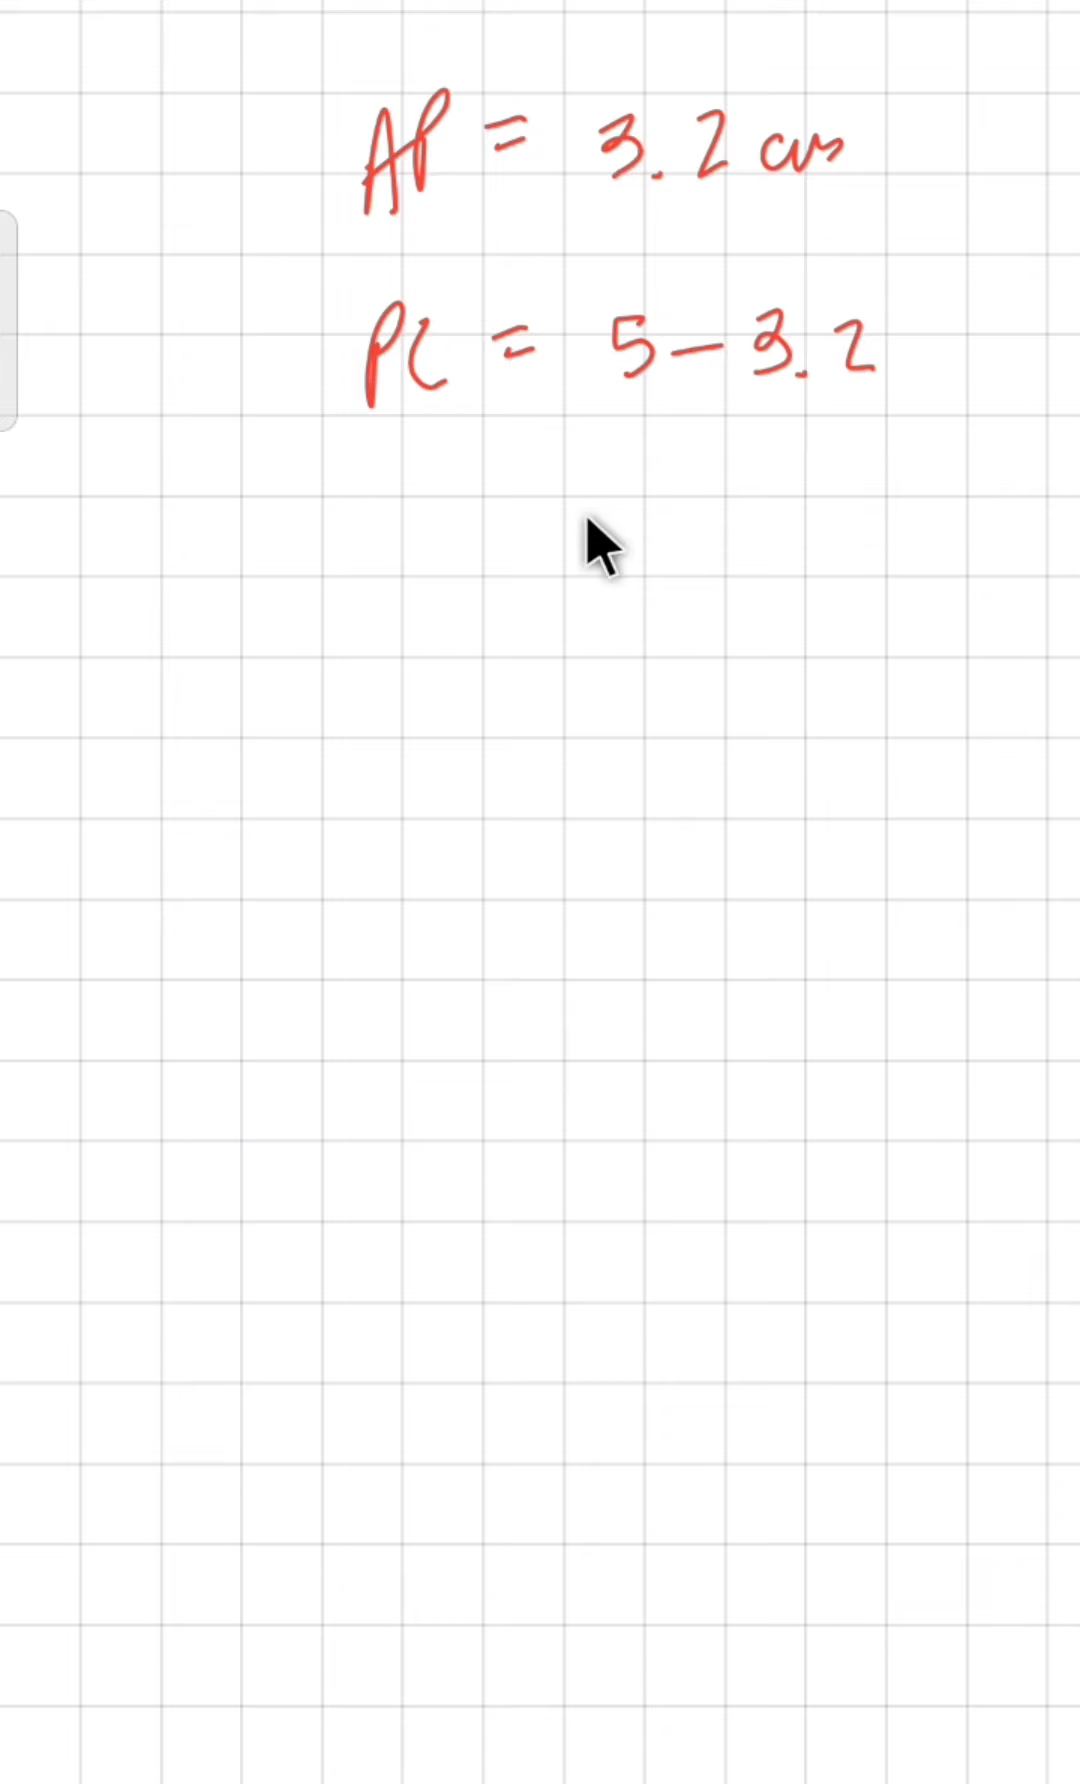 AP = 3.2 cm
PC = 5 - 3.2